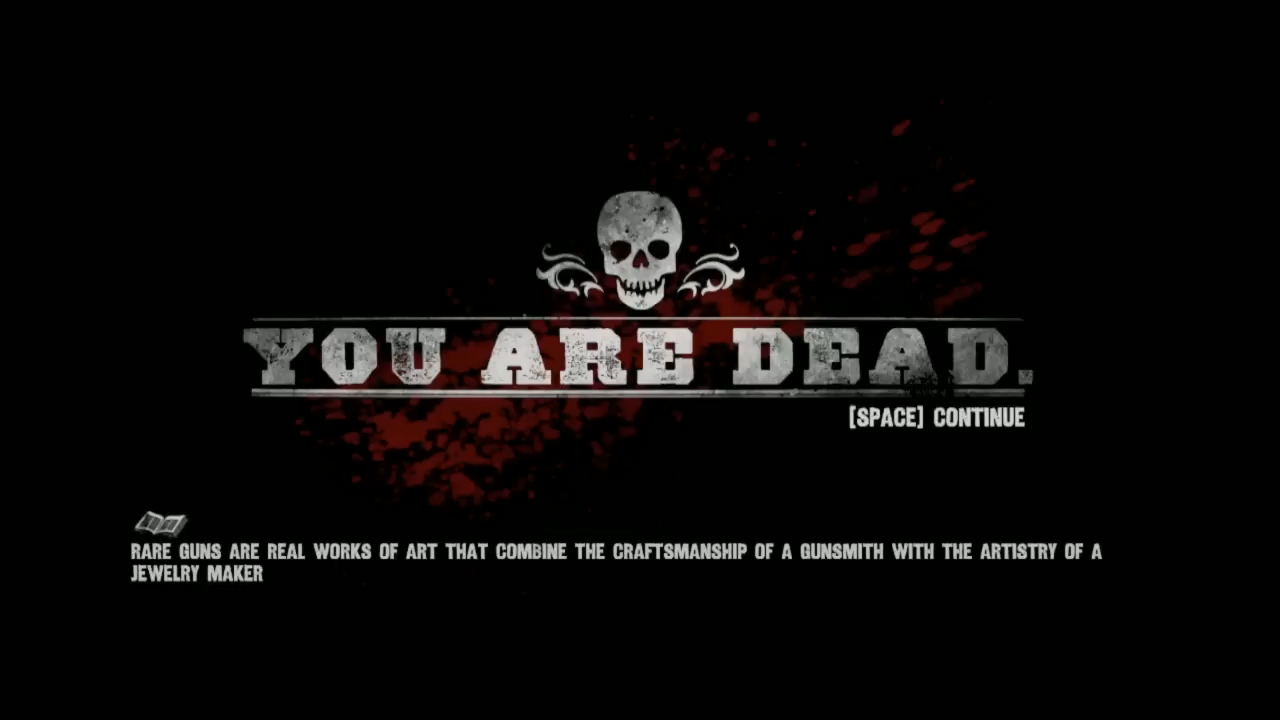 YOU ARE DEAD.
[SPACE] CONTINUE
RARE GUNS ARE REAL WORKS OF ART THAT COMBINE THE CRAFTSMANSHIP OF A GUNSMITH WITH THE ARTISTRY OF A
JEWELRY MAKER